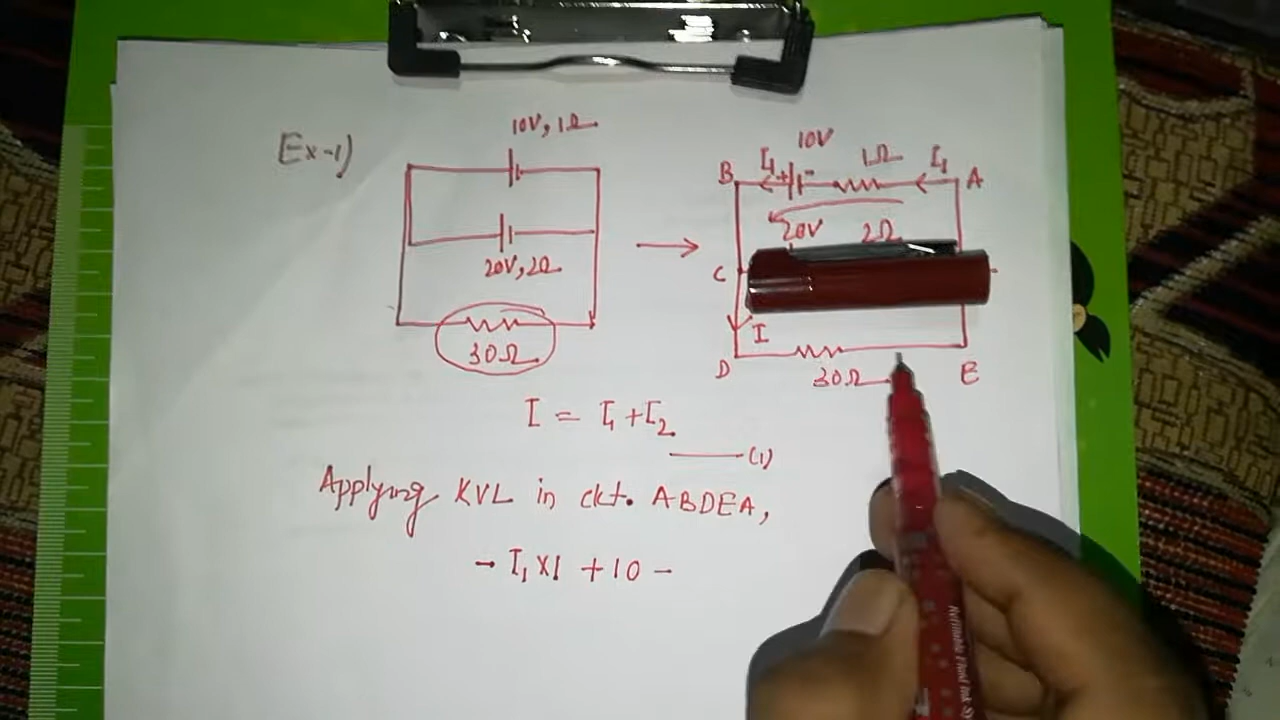 Ex-1)
10V, 1Ω
20V, 2Ω
30Ω
10V
I₁ + - 1Ω I₁
B A
20V 2Ω
C
I
D E
30Ω
I = I₁ + I₂
(1)
Applying KVL in ckt. ABDEA,
- I₁ X 1 + 10 -